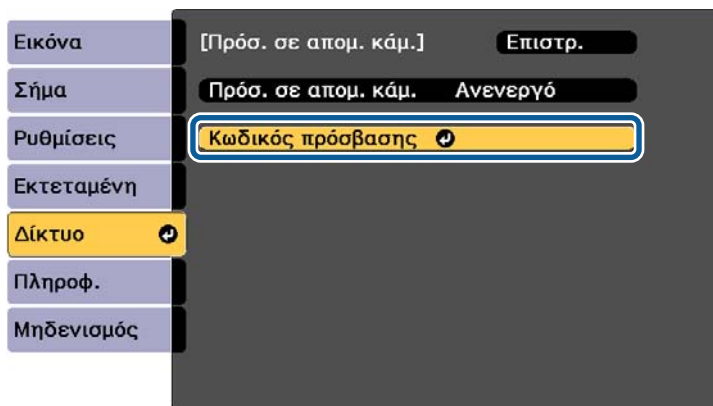 Εικόνα
Σήμα
Ρυθμίσεις
Εκτεταμένη
Δίκτυο
Πληροφ.
Μηδενισμός
[Πρόσ. σε απομ. κάμ.] Επιστρ.
Πρόσ. σε απομ. κάμ. Ανενεργό
Κωδικός πρόσβασης